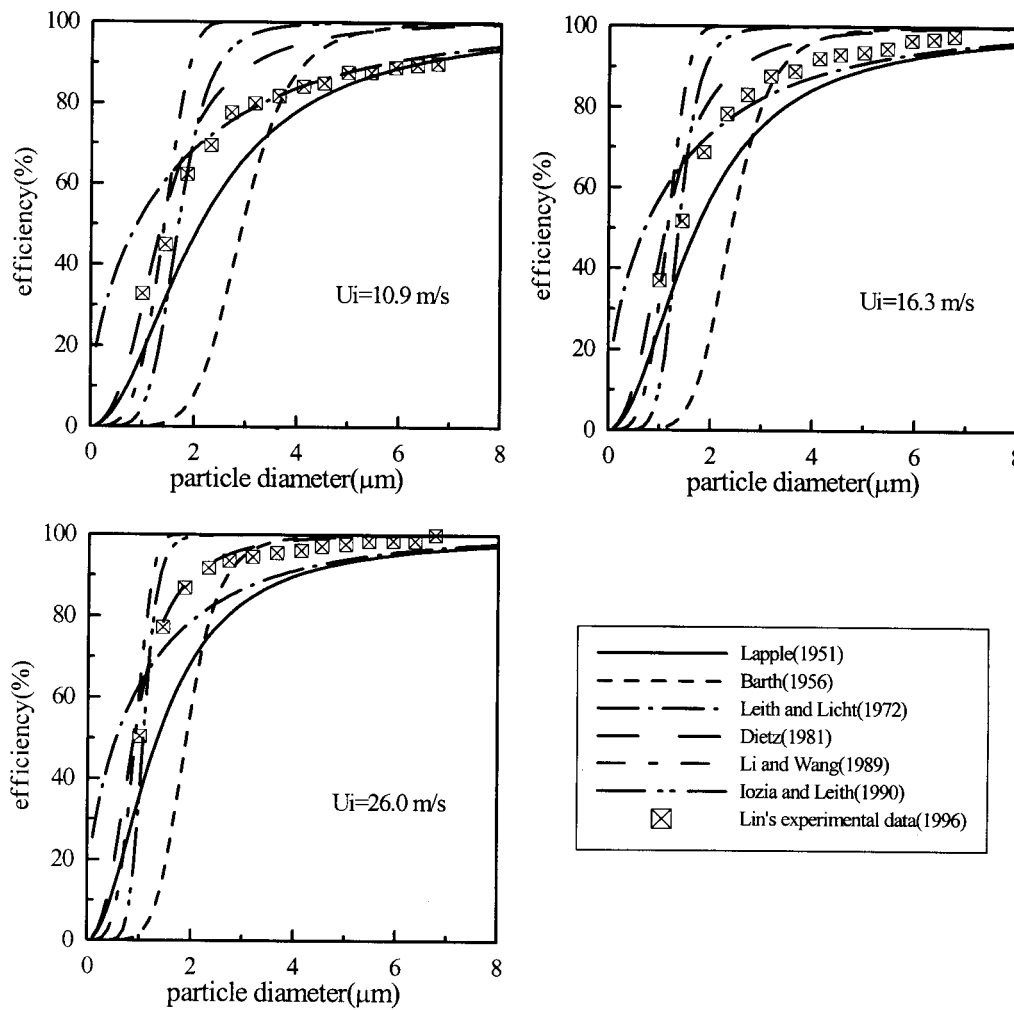 100
80
60
40
20
0
efficiency(%)
Ui=10.9 m/s
0 2 4 6 8
particle diameter(μm)
100
80
60
40
20
0
efficiency(%)
Ui=16.3 m/s
0 2 4 6 8
particle diameter(μm)
100
80
60
40
20
0
efficiency(%)
Ui=26.0 m/s
0 2 4 6 8
particle diameter(μm)
Lapple(1951)
Barth(1956)
Leith and Licht(1972)
Dietz(1981)
Li and Wang(1989)
Iozia and Leith(1990)
Lin's experimental data(1996)